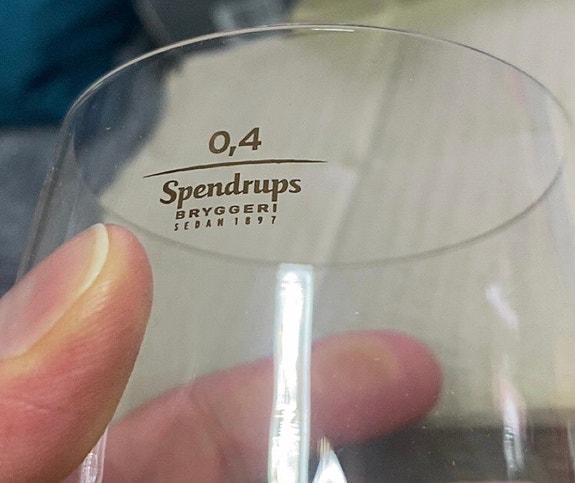 0,4
Spendrups
BRYGGERI
SEDAN 1897